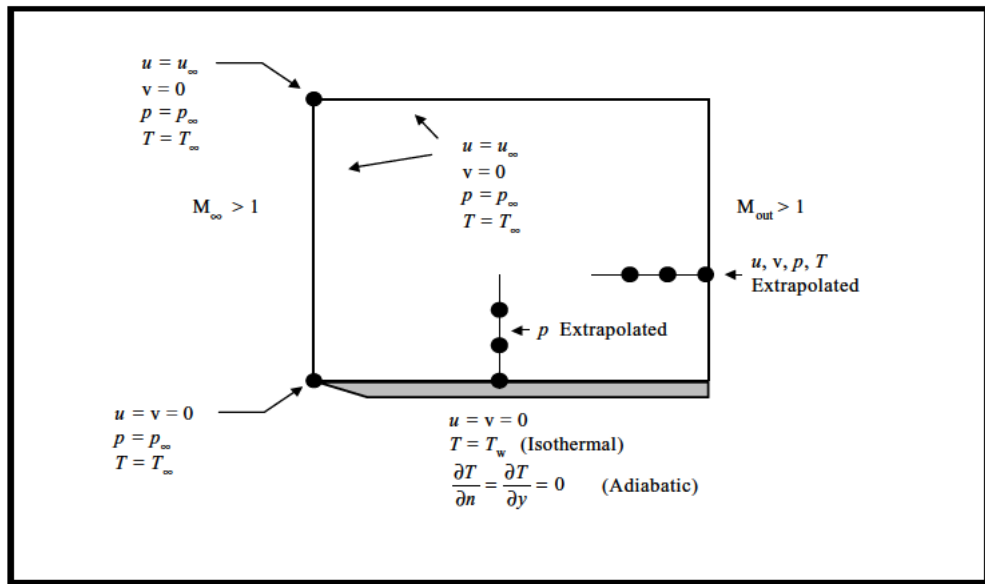 u = u∞
v = 0
p = p∞
T = T∞
u = u∞
v = 0
p = p∞
T = T∞
M∞ > 1
Mout > 1
u, v, p, T
Extrapolated
p Extrapolated
u = v = 0
p = p∞
T = T∞
u = v = 0
T = Tw (Isothermal)
∂T/∂n = ∂T/∂y = 0 (Adiabatic)